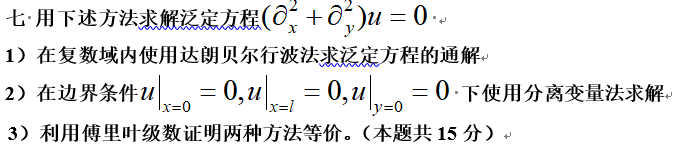 七·用下述方法求解泛定方程(∂ₓ² + ∂ᵧ²)u = 0 ·↵
1）在复数域内使用达朗贝尔行波法求泛定方程的通解↵
2）在边界条件u|ₓ₌₀ = 0, u|ₓ₌ₗ = 0, u|ᵧ₌₀ = 0 ·下使用分离变量法求解↵
3）利用傅里叶级数证明两种方法等价。（本题共 15 分）↵